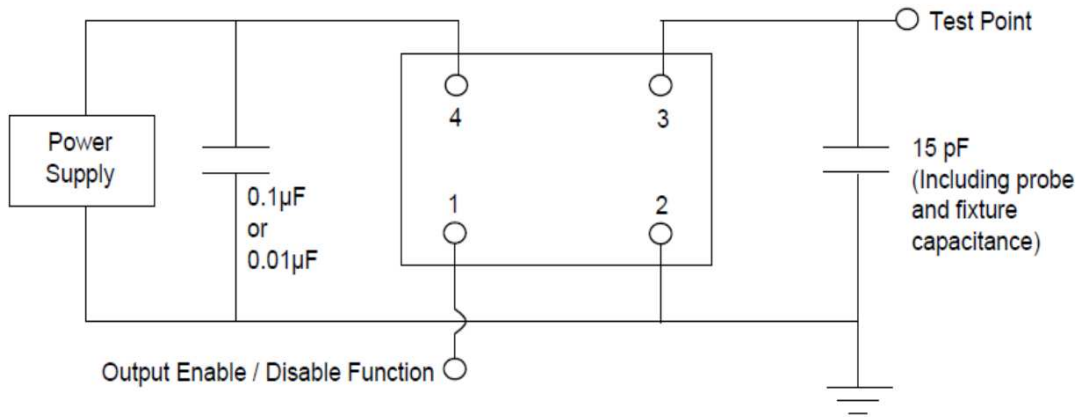 Test Point
4
3
Power
Supply
15 pF
(Including probe
and fixture
capacitance)
0.1µF
or
0.01µF
1
2
Output Enable / Disable Function